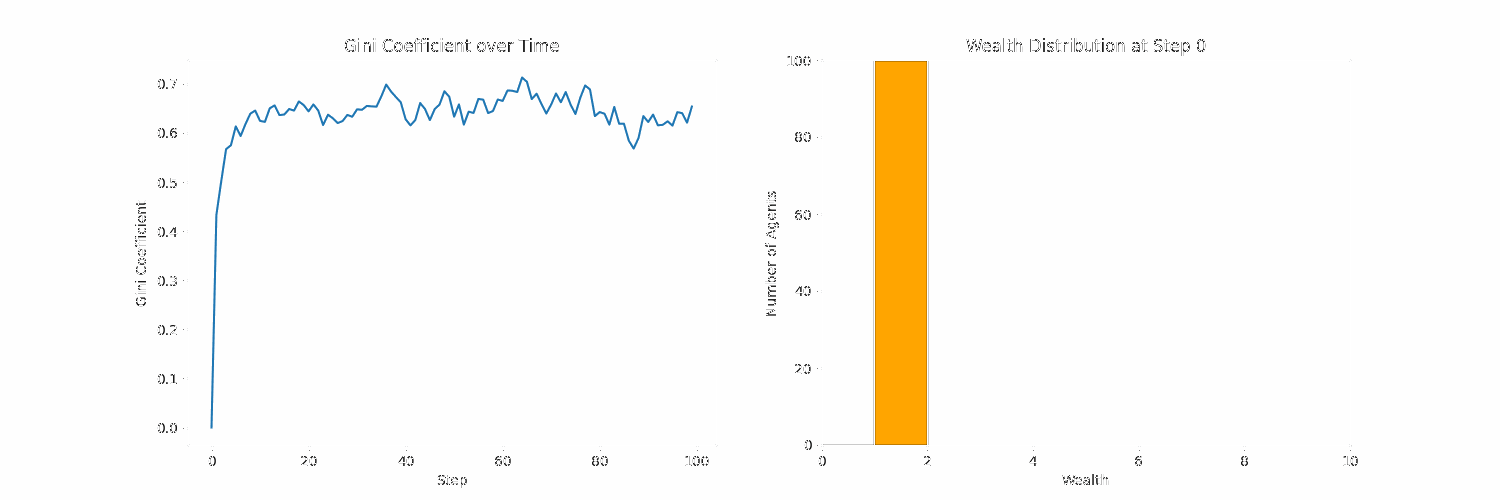 Gini Coefficient over Time
0.7
0.6
0.5
0.4
0.3
0.2
0.1
0.0
Gini Coefficient
0 20 40 60 80 100
Step
Wealth Distribution at Step 0
100
80
60
40
20
0
Number of Agents
0 2 4 6 8 10
Wealth